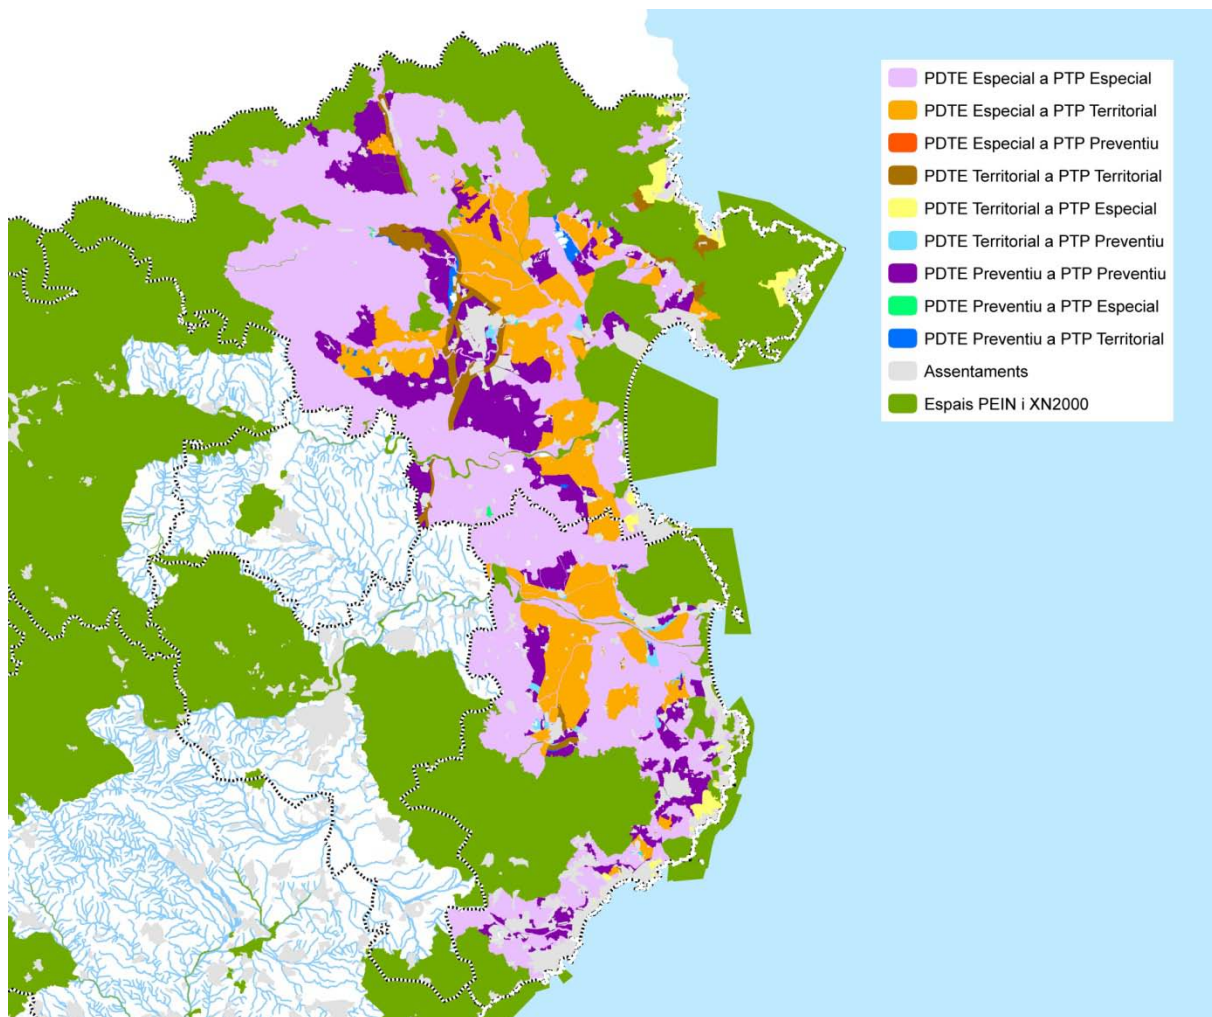 PDTE Especial a PTP Especial
PDTE Especial a PTP Territorial
PDTE Especial a PTP Preventiu
PDTE Territorial a PTP Territorial
PDTE Territorial a PTP Especial
PDTE Territorial a PTP Preventiu
PDTE Preventiu a PTP Preventiu
PDTE Preventiu a PTP Especial
PDTE Preventiu a PTP Territorial
Assentaments
Espais PEIN i XN2000